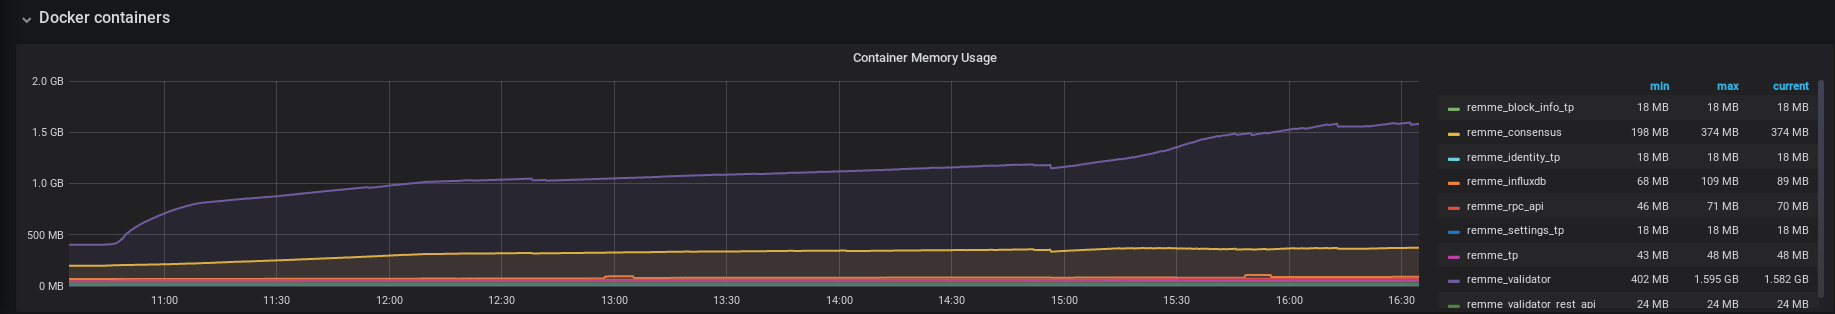 Docker containers
Container Memory Usage
2.0 GB
1.5 GB
1.0 GB
500 MB
0 MB
11:00 11:30 12:00 12:30 13:00 13:30 14:00 14:30 15:00 15:30 16:00 16:30
min max current
remme_block_info_tp 18 MB 18 MB 18 MB
remme_consensus 198 MB 374 MB 374 MB
remme_identity_tp 18 MB 18 MB 18 MB
remme_influxdb 68 MB 109 MB 89 MB
remme_rpc_api 46 MB 71 MB 70 MB
remme_settings_tp 18 MB 18 MB 18 MB
remme_tp 43 MB 48 MB 48 MB
remme_validator 402 MB 1.595 GB 1.582 GB
remme_validator_rest_api 24 MB 24 MB 24 MB